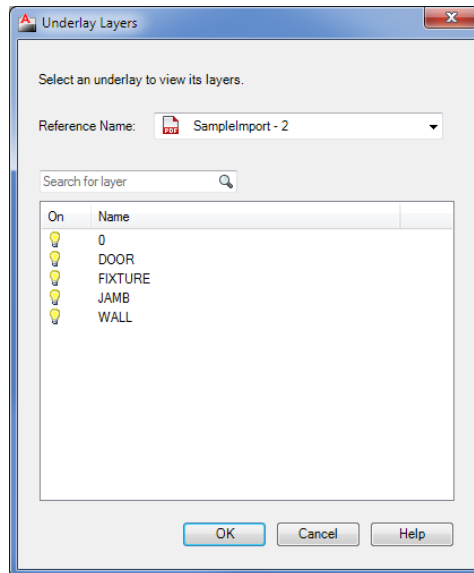 Underlay Layers
Select an underlay to view its layers.
Reference Name: PDF SampleImport - 2
Search for layer
On Name
0
DOOR
FIXTURE
JAMB
WALL
OK Cancel Help